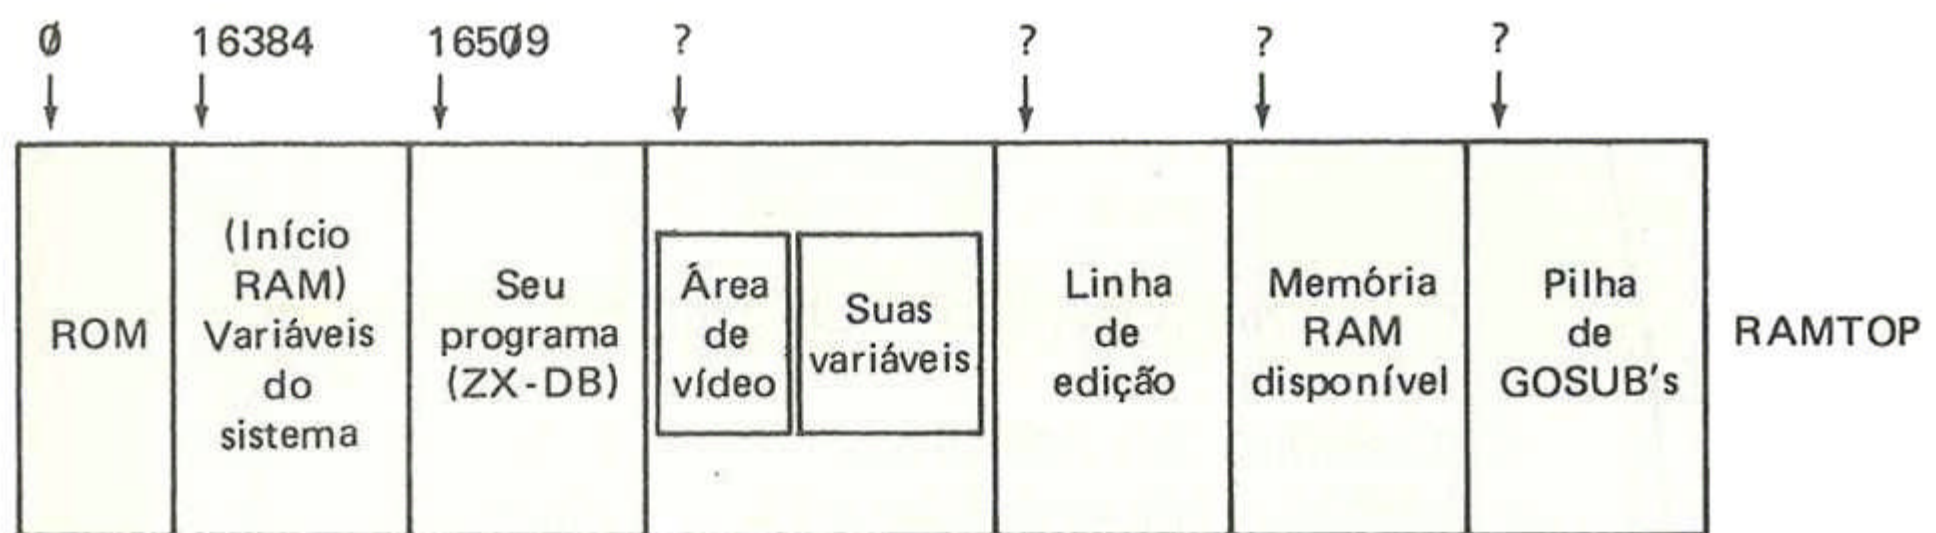 Ø 16384 165Ø9 ? ? ? ?
ROM
(Início
RAM)
Variáveis
do
sistema
Seu
programa
(ZX-DB)
Área
de
vídeo
Suas
variáveis
Linha
de
edição
Memória
RAM
disponível
Pilha
de
GOSUB's
RAMTOP